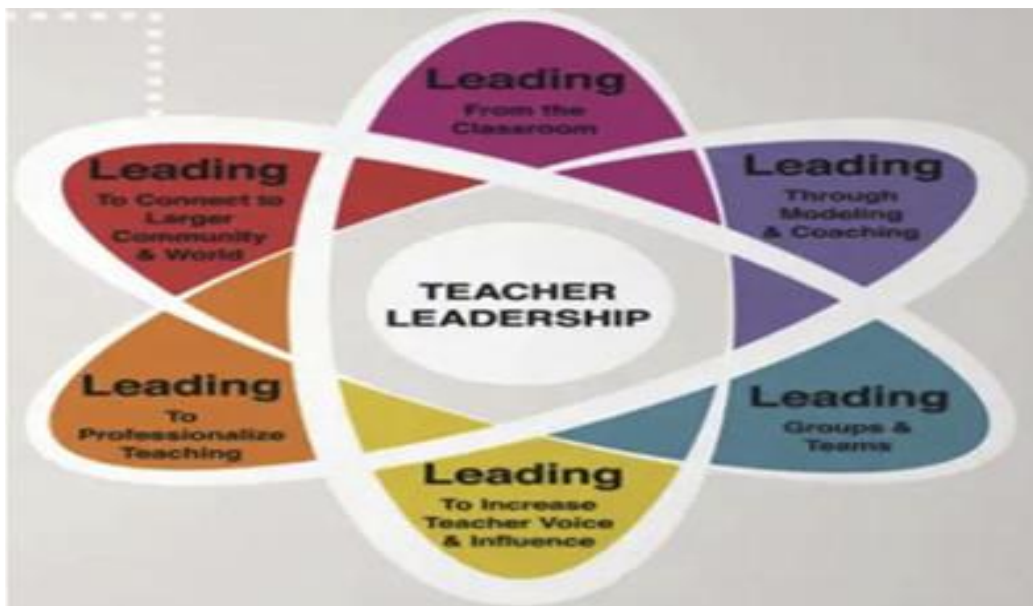 Leading
From the
Classroom
Leading
Through
Modeling
& Coaching
Leading
Groups &
Teams
Leading
To Increase
Teacher Voice
& Influence
Leading
To
Professionalize
Teaching
Leading
To Connect to
Larger
Community
& World
TEACHER
LEADERSHIP